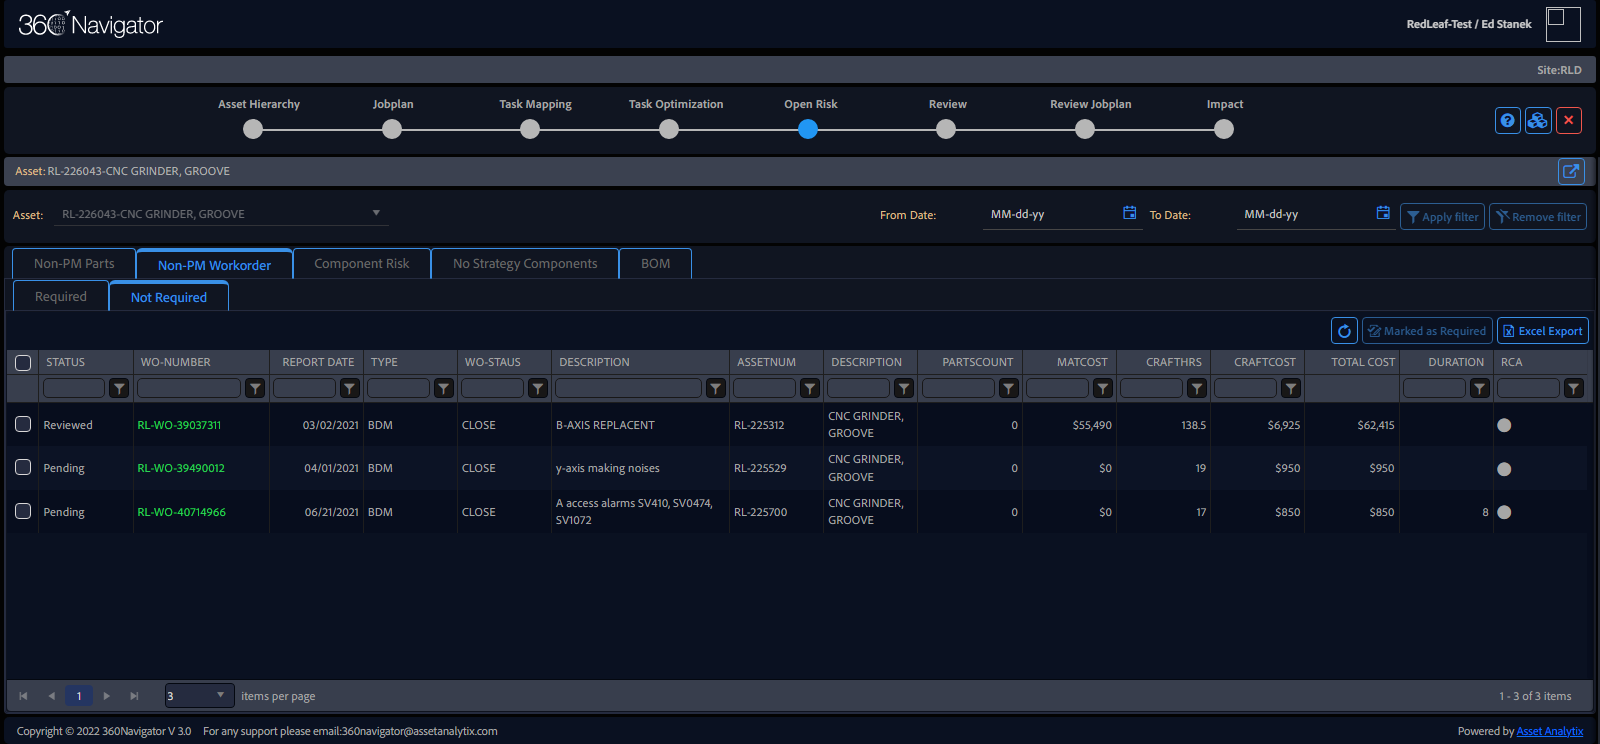 360 Navigator
RedLeaf-Test / Ed Stanek
Site:RLD
Asset Hierarchy Jobplan Task Mapping Task Optimization Open Risk Review Review Jobplan Impact
Asset: RL-226043-CNC GRINDER, GROOVE
Asset: RL-226043-CNC GRINDER, GROOVE From Date: MM-dd-yy To Date: MM-dd-yy Apply filter Remove filter
Non-PM Parts Non-PM Workorder Component Risk No Strategy Components BOM
Required Not Required
Marked as Required Excel Export
STATUS WO-NUMBER REPORT DATE TYPE WO-STAUS DESCRIPTION ASSETNUM DESCRIPTION PARTSCOUNT MATCOST CRAFTHRS CRAFTCOST TOTAL COST DURATION RCA
Reviewed RL-WO-39037311 03/02/2021 BDM CLOSE B-AXIS REPLACENT RL-225312 CNC GRINDER, GROOVE 0 $55,490 138.5 $6,925 $62,415
Pending RL-WO-39490012 04/01/2021 BDM CLOSE y-axis making noises RL-225529 CNC GRINDER, GROOVE 0 $0 19 $950 $950
Pending RL-WO-40714966 06/21/2021 BDM CLOSE A access alarms SV410, SV0474, SV1072 RL-225700 CNC GRINDER, GROOVE 0 $0 17 $850 $850 8
1 3 items per page 1 - 3 of 3 items
Copyright © 2022 360Navigator V 3.0 For any support please email:360navigator@assetanalytix.com Powered by Asset Analytix